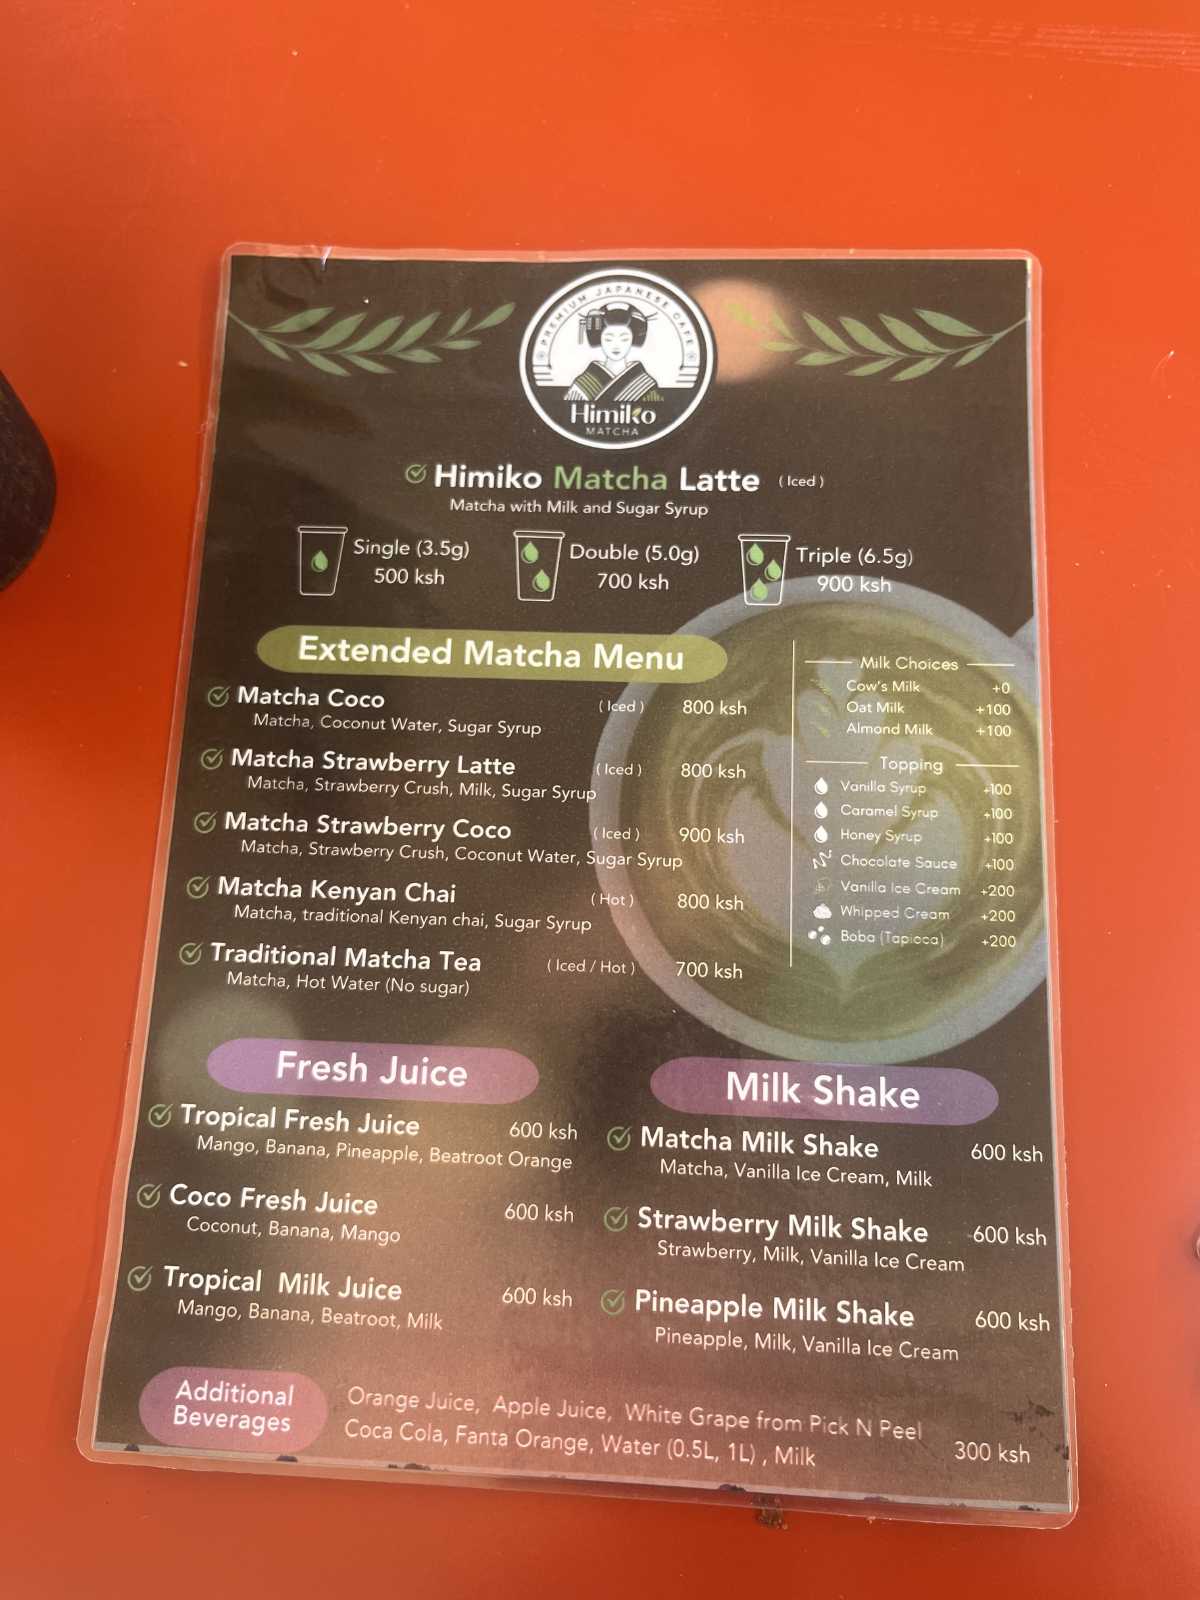 PREMIUM JAPANESE CAFE
Himiko
MATCHA
Himiko Matcha Latte (Iced)
Matcha with Milk and Sugar Syrup
Single (3.5g)
500 ksh
Double (5.0g)
700 ksh
Triple (6.5g)
900 ksh
Extended Matcha Menu
Matcha Coco (Iced) 800 ksh
Matcha, Coconut Water, Sugar Syrup
Matcha Strawberry Latte (Iced) 800 ksh
Matcha, Strawberry Crush, Milk, Sugar Syrup
Matcha Strawberry Coco (Iced) 900 ksh
Matcha, Strawberry Crush, Coconut Water, Sugar Syrup
Matcha Kenyan Chai (Hot) 800 ksh
Matcha, traditional Kenyan chai, Sugar Syrup
Traditional Matcha Tea (Iced / Hot) 700 ksh
Matcha, Hot Water (No sugar)
Milk Choices
Cow's Milk +0
Oat Milk +100
Almond Milk +100
Topping
Vanilla Syrup +100
Caramel Syrup +100
Honey Syrup +100
Chocolate Sauce +100
Vanilla Ice Cream +200
Whipped Cream +200
Boba (Tapioca) +200
Fresh Juice
Tropical Fresh Juice 600 ksh
Mango, Banana, Pineapple, Beatroot Orange
Coco Fresh Juice 600 ksh
Coconut, Banana, Mango
Tropical Milk Juice 600 ksh
Mango, Banana, Beatroot, Milk
Milk Shake
Matcha Milk Shake 600 ksh
Matcha, Vanilla Ice Cream, Milk
Strawberry Milk Shake 600 ksh
Strawberry, Milk, Vanilla Ice Cream
Pineapple Milk Shake 600 ksh
Pineapple, Milk, Vanilla Ice Cream
Additional
Beverages
Orange Juice, Apple Juice, White Grape from Pick N Peel
Coca Cola, Fanta Orange, Water (0.5L, 1L) , Milk
300 ksh